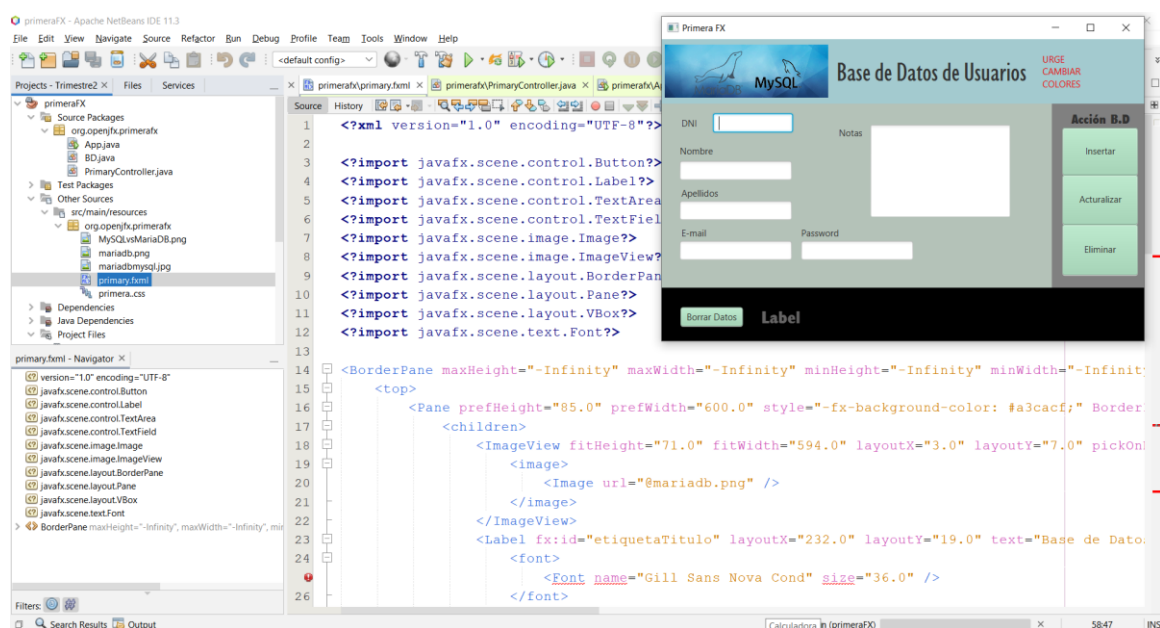 primeraFX - Apache NetBeans IDE 11.3
File Edit View Navigate Source Refactor Run Debug Profile Team Tools Window Help
<default config>
Projects - Trimestre2 × Files Services
primeraFX
Source Packages
org.openjfx.primerafx
App.java
BD.java
PrimaryController.java
Test Packages
Other Sources
src/main/resources
org.openjfx.primerafx
MySQLvsMariaDB.png
mariadb.png
mariadbmysql.jpg
primary.fxml
primera.css
Dependencies
Java Dependencies
Project Files
primary.fxml - Navigator ×
version="1.0" encoding="UTF-8"
javafx.scene.control.Button
javafx.scene.control.Label
javafx.scene.control.TextArea
javafx.scene.control.TextField
javafx.scene.image.Image
javafx.scene.image.ImageView
javafx.scene.layout.BorderPane
javafx.scene.layout.Pane
javafx.scene.layout.VBox
javafx.scene.text.Font
BorderPane maxHeight="-Infinity", maxWidth="-Infinity", mir
Filters:
Search Results Output
primerafx\primary.fxml × primerafx\PrimaryController.java × primerafx\A
Source History
1 <?xml version="1.0" encoding="UTF-8"?>
2
3 <?import javafx.scene.control.Button?>
4 <?import javafx.scene.control.Label?>
5 <?import javafx.scene.control.TextArea
6 <?import javafx.scene.control.TextFiel
7 <?import javafx.scene.image.Image?>
8 <?import javafx.scene.image.ImageView?
9 <?import javafx.scene.layout.BorderPan
10 <?import javafx.scene.layout.Pane?>
11 <?import javafx.scene.layout.VBox?>
12 <?import javafx.scene.text.Font?>
13
14 <BorderPane maxHeight="-Infinity" maxWidth="-Infinity" minHeight="-Infinity" minWidth="-Infinity
15 <top>
16 <Pane prefHeight="85.0" prefWidth="600.0" style="-fx-background-color: #a3cacf;" Border
17 <children>
18 <ImageView fitHeight="71.0" fitWidth="594.0" layoutX="3.0" layoutY="7.0" pickOn
19 <image>
20 <Image url="@mariadb.png" />
21 </image>
22 </ImageView>
23 <Label fx:id="etiquetaTitulo" layoutX="232.0" layoutY="19.0" text="Base de Dato
24 <font>
<Font name="Gill Sans Nova Cond" size="36.0" />
26 </font>
Primera FX
MySQL
Base de Datos de Usuarios
URGE
CAMBIAR
COLORES
DNI
Nombre
Apellidos
E-mail
Password
Notas
Acción B.D
Insertar
Acturalizar
Eliminar
Borrar Datos
Label
Calculadora n (primeraFX)
58:47 INS